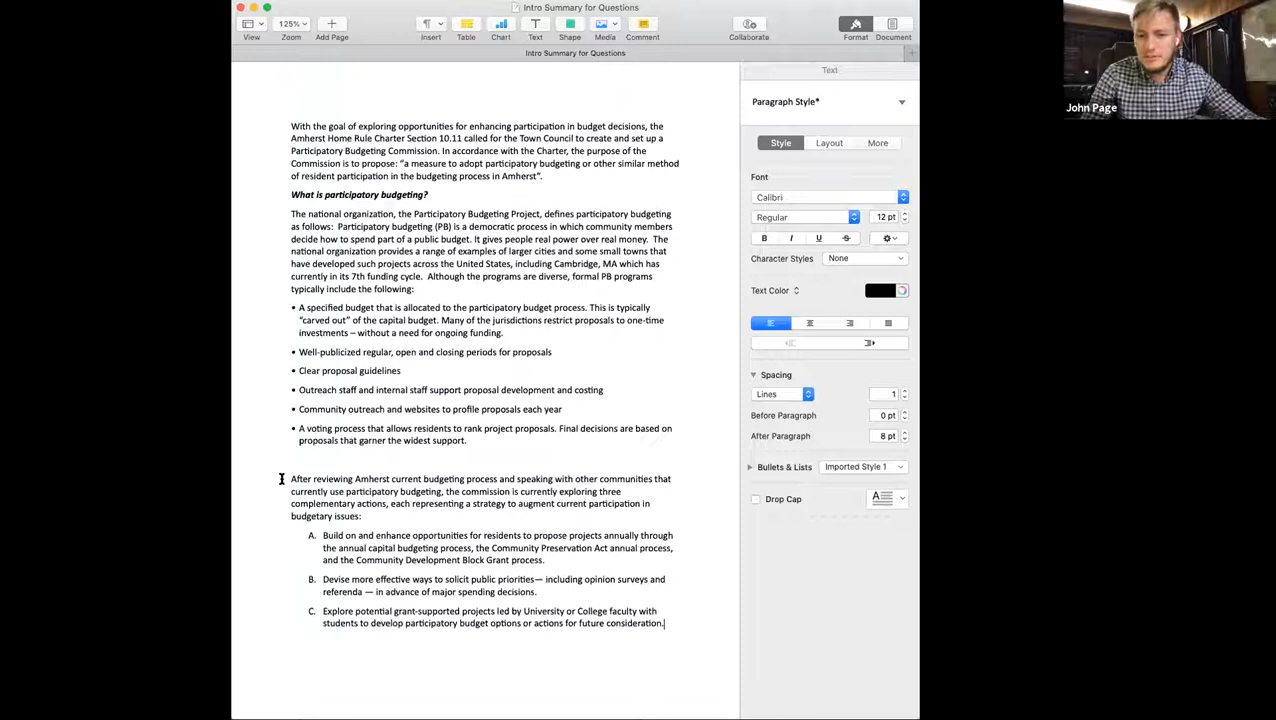 Intro Summary for Questions
125%
View
Zoom
Add Page
Insert
Table
Chart
Text
Shape
Media
Comment
Collaborate
Format
Document
Intro Summary for Questions
With the goal of exploring opportunities for enhancing participation in budget decisions, the
Amherst Home Rule Charter Section 10.11 called for the Town Council to create and set up a
Participatory Budgeting Commission. In accordance with the Charter, the purpose of the
Commission is to propose: “a measure to adopt participatory budgeting or other similar method
of resident participation in the budgeting process in Amherst”.
What is participatory budgeting?
The national organization, the Participatory Budgeting Project, defines participatory budgeting
as follows:  Participatory budgeting (PB) is a democratic process in which community members
decide how to spend part of a public budget. It gives people real power over real money.  The
national organization provides a range of examples of larger cities and some small towns that
have developed such projects across the United States, including Cambridge, MA which has
currently in its 7th funding cycle.  Although the programs are diverse, formal PB programs
typically include the following:
• A specified budget that is allocated to the participatory budget process. This is typically
“carved out” of the capital budget. Many of the jurisdictions restrict proposals to one-time
investments – without a need for ongoing funding.
• Well-publicized regular, open and closing periods for proposals
• Clear proposal guidelines
• Outreach staff and internal staff support proposal development and costing
• Community outreach and websites to profile proposals each year
• A voting process that allows residents to rank project proposals. Final decisions are based on
proposals that garner the widest support.
After reviewing Amherst current budgeting process and speaking with other communities that
currently use participatory budgeting, the commission is currently exploring three
complementary actions, each representing a strategy to augment current participation in
budgetary issues:
A. Build on and enhance opportunities for residents to propose projects annually through
the annual capital budgeting process, the Community Preservation Act annual process,
and the Community Development Block Grant process.
B. Devise more effective ways to solicit public priorities— including opinion surveys and
referenda — in advance of major spending decisions.
C. Explore potential grant-supported projects led by University or College faculty with
students to develop participatory budget options or actions for future consideration.
Text
Paragraph Style*
Style
Layout
More
Font
Calibri
Regular
12 pt
B
I
U
S
Character Styles
None
Text Color
Spacing
Lines
1
Before Paragraph
0 pt
After Paragraph
8 pt
Bullets & Lists
Imported Style 1
Drop Cap
A
John Page